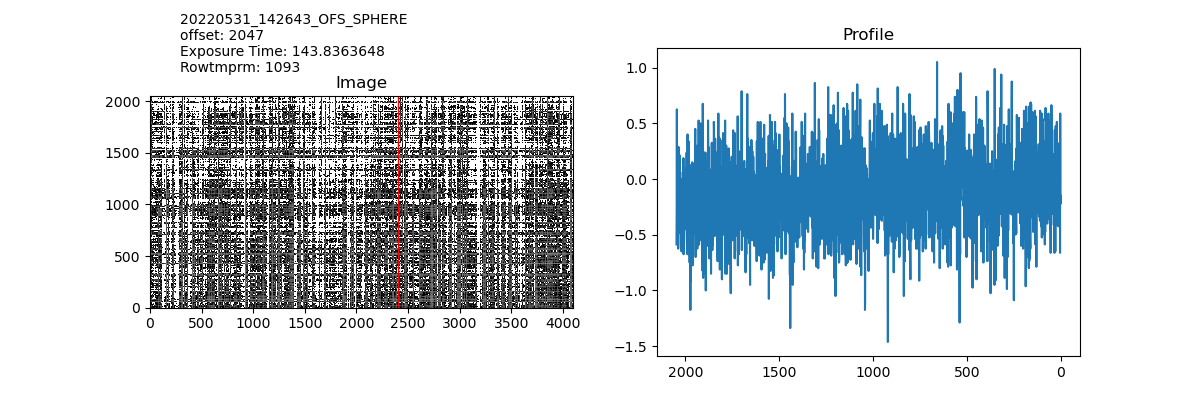 20220531_142643_OFS_SPHERE
offset: 2047
Exposure Time: 143.8363648
Rowtmprm: 1093
Image
2000
1500
1000
500
0
0 500 1000 1500 2000 2500 3000 3500 4000
Profile
1.0
0.5
0.0
−0.5
−1.0
−1.5
2000 1500 1000 500 0